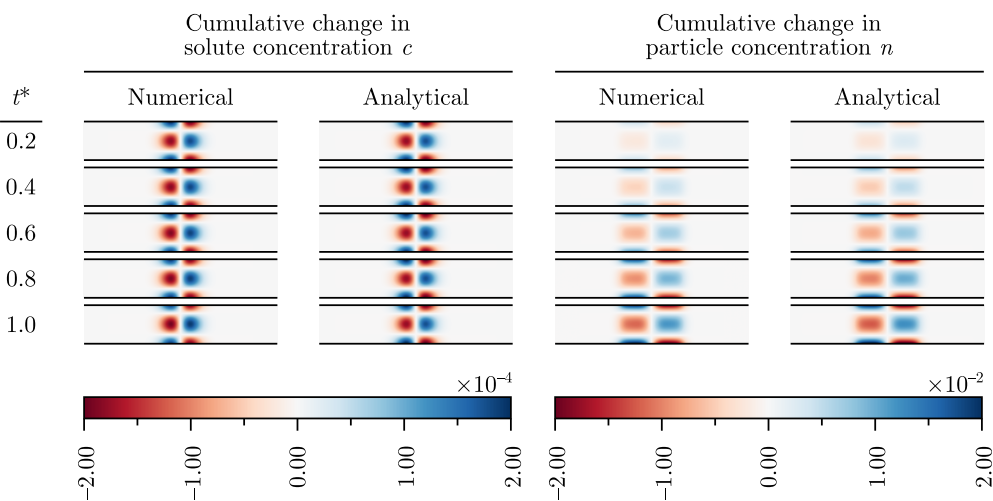 Cumulative change in
solute concentration c
Cumulative change in
particle concentration n
t* Numerical Analytical Numerical Analytical
0.2
0.4
0.6
0.8
1.0
×10⁻⁴
−2.00 −1.00 0.00 1.00 2.00
×10⁻²
−2.00 −1.00 0.00 1.00 2.00